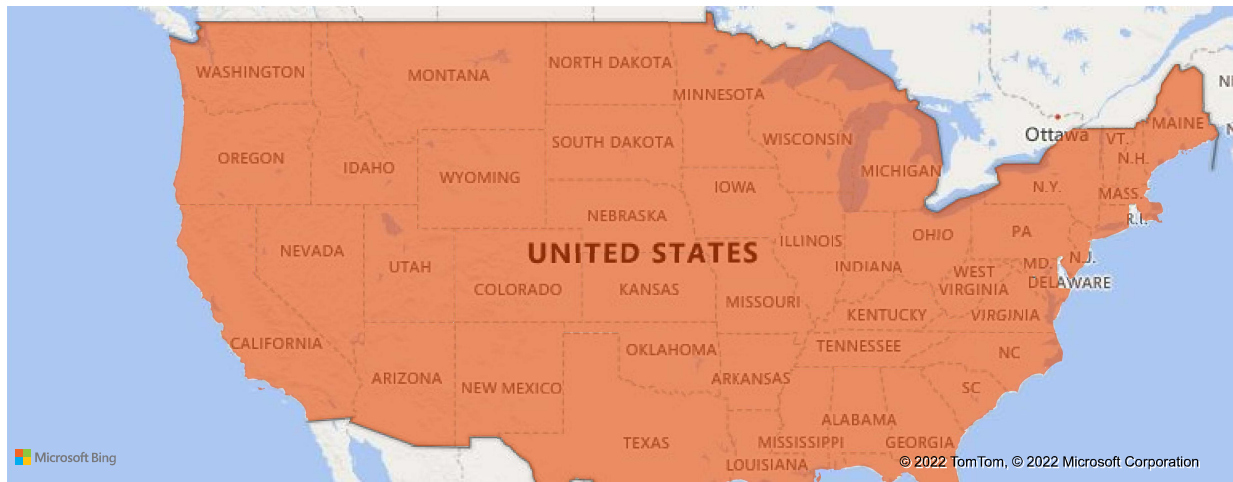 WASHINGTON
MONTANA
NORTH DAKOTA
MINNESOTA
OREGON
IDAHO
WYOMING
SOUTH DAKOTA
WISCONSIN
MICHIGAN
Ottawa
MAINE
VT.
N.H.
N.Y.
MASS.
R.I.
IOWA
NEBRASKA
NEVADA
UTAH
UNITED STATES
ILLINOIS
INDIANA
OHIO
PA
N.J.
MD.
DELAWARE
COLORADO
KANSAS
MISSOURI
WEST
VIRGINIA
KENTUCKY
VIRGINIA
CALIFORNIA
ARIZONA
NEW MEXICO
OKLAHOMA
ARKANSAS
TENNESSEE
NC
SC
TEXAS
ALABAMA
MISSISSIPPI
GEORGIA
LOUISIANA
Microsoft Bing
© 2022 TomTom, © 2022 Microsoft Corporation